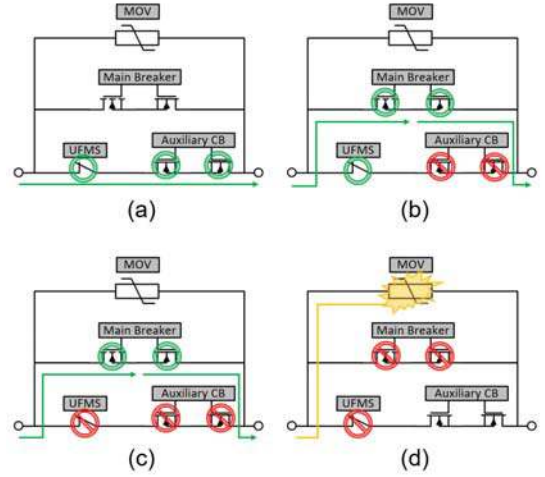 MOV
Main Breaker
UFMS
Auxiliary CB
(a)
MOV
Main Breaker
UFMS
Auxiliary CB
(b)
MOV
Main Breaker
UFMS
Auxiliary CB
(c)
MOV
Main Breaker
UFMS
Auxiliary CB
(d)